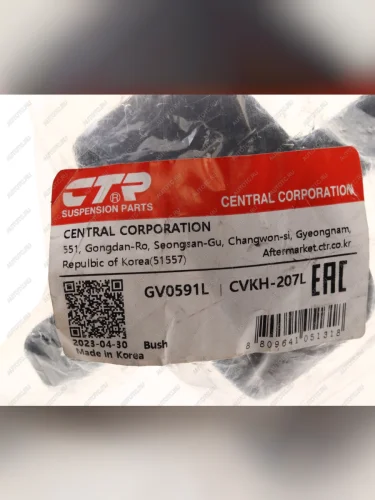 CTR®
SUSPENSION PARTS
CENTRAL CORPORATION
CENTRAL CORPORATION
551, Gongdan-Ro, Seongsan-Gu, Changwon-si, Gyeongnam,
Repulbic of Korea(51557)
Aftermarket.ctr.co.kr
GV0591L | CVKH-207L EAC
2023-04-30 Bush
Made in Korea
8 809641 051318